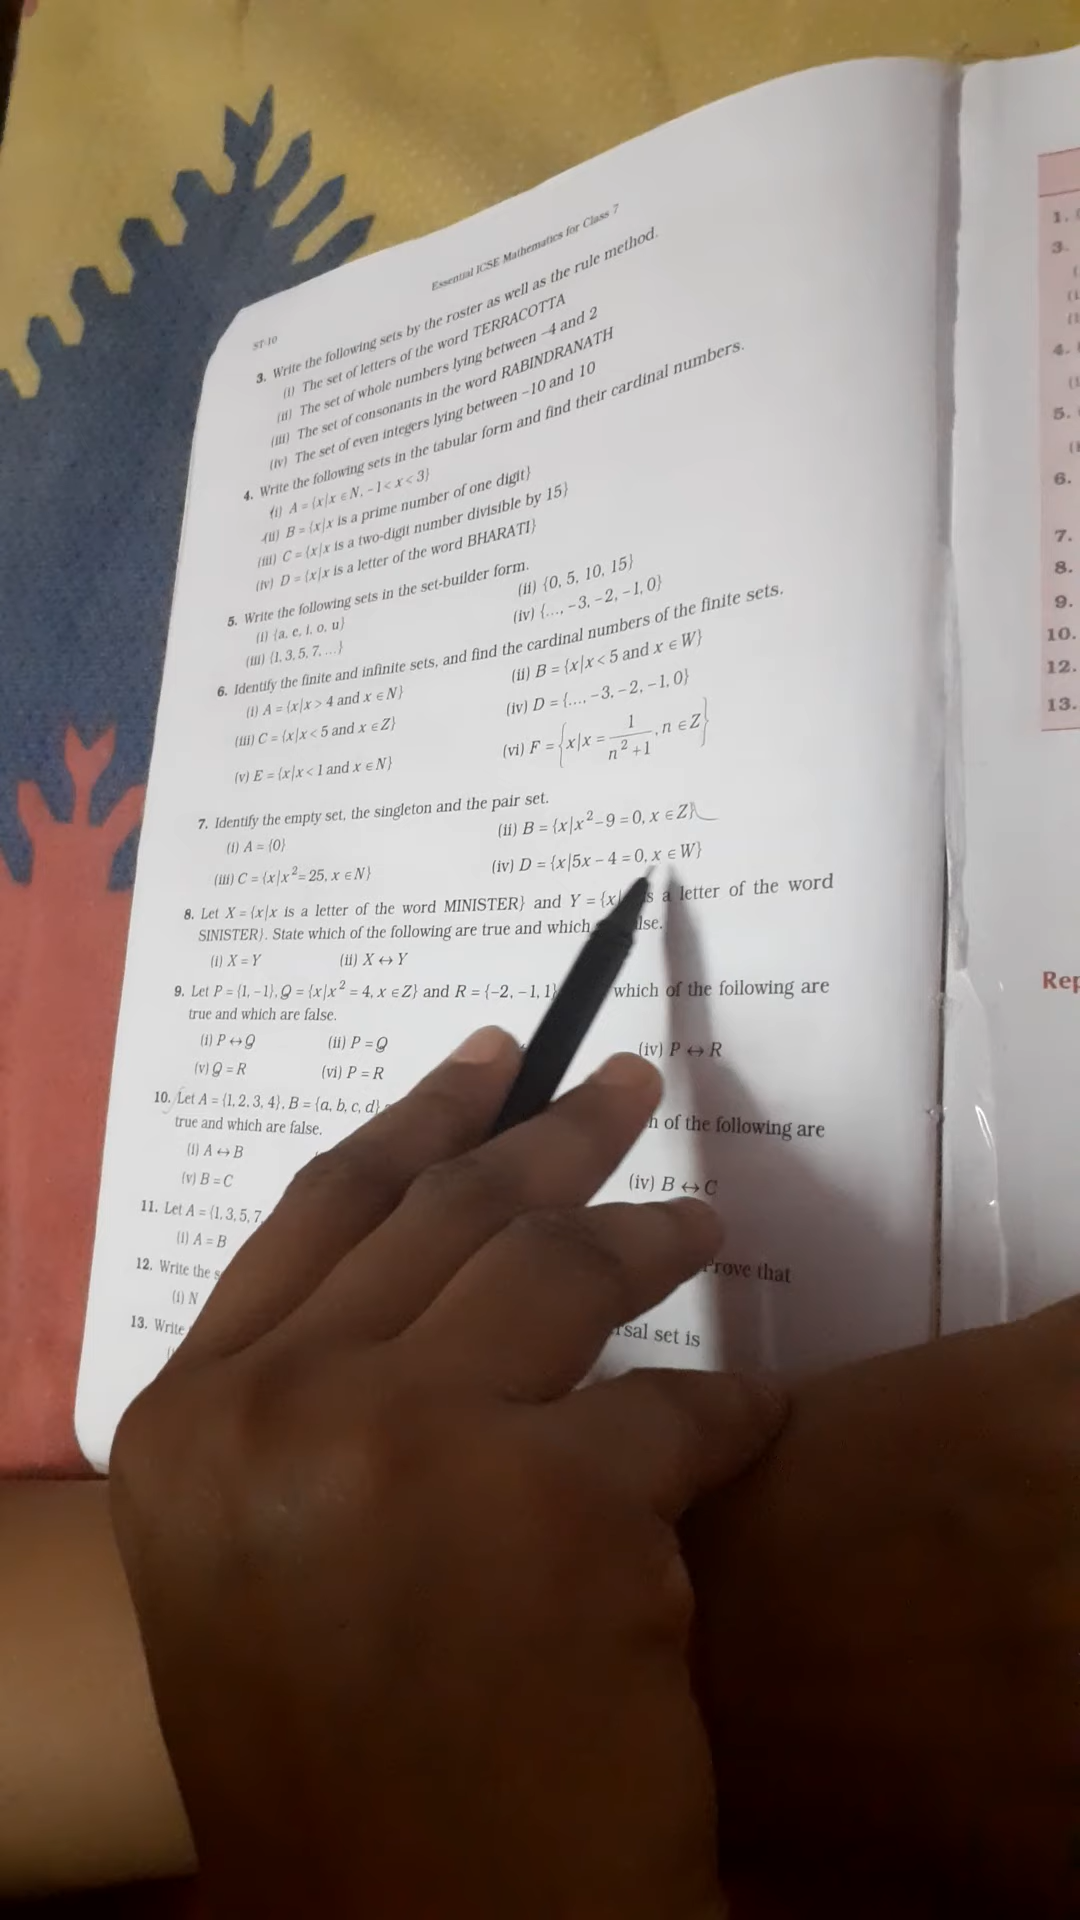 Essential ICSE Mathematics for Class 7
ST-10
3. Write the following sets by the roster as well as the rule method.
(i) The set of letters of the word TERRACOTTA
(ii) The set of whole numbers lying between –4 and 2
(iii) The set of consonants in the word RABINDRANATH
(iv) The set of even integers lying between –10 and 10
4. Write the following sets in the tabular form and find their cardinal numbers.
(i) A = {x|x ∈ N, –1 < x < 3}
(ii) B = {x|x is a prime number of one digit}
(iii) C = {x|x is a two-digit number divisible by 15}
(iv) D = {x|x is a letter of the word BHARATI}
5. Write the following sets in the set-builder form.
(i) {a, e, i, o, u} (ii) {0, 5, 10, 15}
(iii) {1, 3, 5, 7, ...} (iv) {..., –3, –2, –1, 0}
6. Identify the finite and infinite sets, and find the cardinal numbers of the finite sets.
(i) A = {x|x > 4 and x ∈ N} (ii) B = {x|x < 5 and x ∈ W}
(iii) C = {x|x < 5 and x ∈ Z} (iv) D = {..., –3, –2, –1, 0}
(v) E = {x|x < 1 and x ∈ N} (vi) F = {x|x = 1/(n² + 1), n ∈ Z}
7. Identify the empty set, the singleton and the pair set.
(i) A = {0} (ii) B = {x|x² – 9 = 0, x ∈ Z}
(iii) C = {x|x² = 25, x ∈ N} (iv) D = {x|5x – 4 = 0, x ∈ W}
8. Let X = {x|x is a letter of the word MINISTER} and Y = {x| is a letter of the word
SINISTER}. State which of the following are true and which lse.
(i) X = Y (ii) X ↔ Y
9. Let P = {1, –1}, Q = {x|x² = 4, x ∈ Z} and R = {–2, –1, 1} which of the following are
true and which are false.
(i) P ↔ Q (ii) P = Q (iv) P ↔ R
(v) Q = R (vi) P = R
10. Let A = {1, 2, 3, 4}, B = {a, b, c, d} of the following are
true and which are false.
(i) A ↔ B (iv) B ↔ C
(v) B = C
11. Let A = {1, 3, 5, 7,
(i) A = B
12. Write the Prove that
(i) N
13. Write rsal set is
1.
3.
4.
5.
6.
7.
8.
9.
10.
12.
13.
Rep